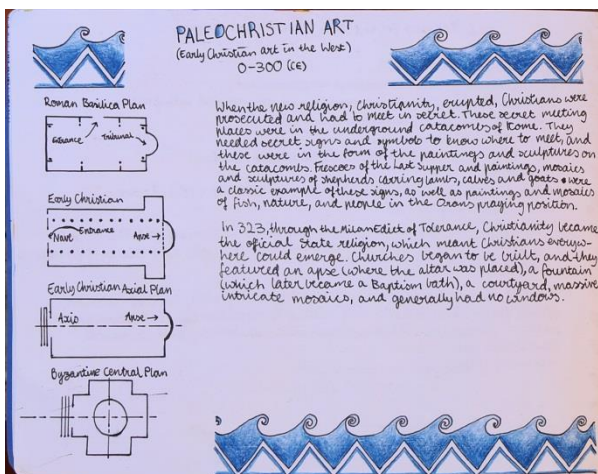 PALEOCHRISTIAN ART
(Early Christian art in the West)
0-300 (CE)
Roman Basilica Plan
Entrance
Tribunal
Early Christian
Nave
Entrance
Apse →
Early Christian Axial Plan
Axis
Apse →
Byzantine Central Plan
When the new religion, Christianity, erupted, Christians were
prosecuted and had to meet in secret. These secret meeting
places were in the underground catacombs of Rome. They
needed secret signs and symbols to know where to meet, and
these were in the form of the paintings and sculptures on
the catacombs. Frescoes of the Last Supper and paintings, mosaics
and sculptures of shepherds carring lams, calves and goats were
a classic example of these signs, as well as paintings and mosaics
of fish, nature, and people in the Orans praying position.
In 323, through the Milan Edict of Tolerance, Christianity became
the official State religion, which meant Christians everyw-
here could emerge. Churches began to be built, and they
featured an apse (where the altar was placed), a fountain
(which later became a Baptism bath), a courtyard, massive
intricate mosaics, and generally had no windows.